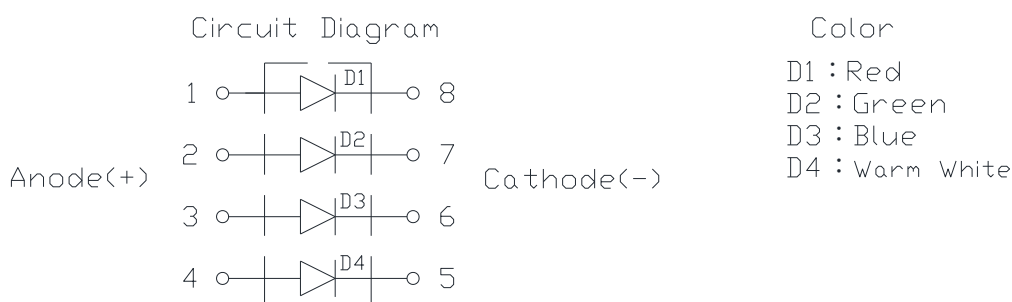 Circuit Diagram
Color
1 D1 8
2 D2 7
Anode(+)
Cathode(-)
3 D3 6
4 D4 5
D1 : Red
D2 : Green
D3 : Blue
D4 : Warm White